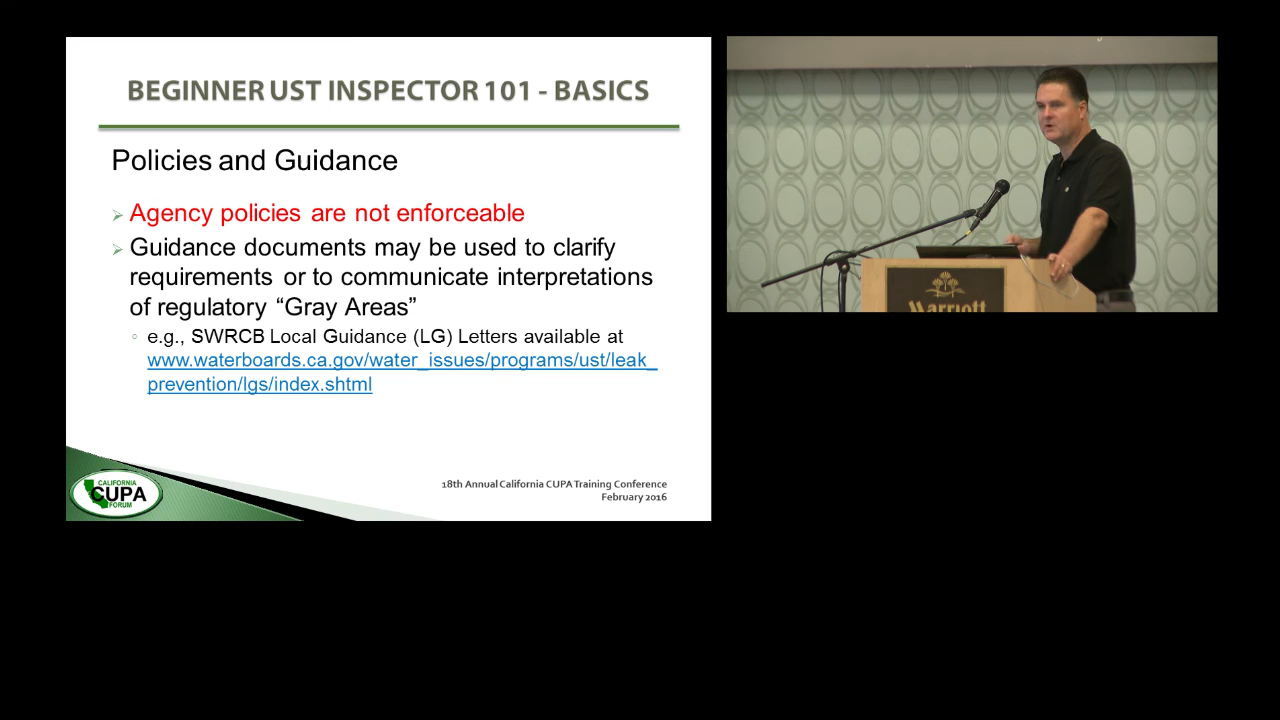 BEGINNER UST INSPECTOR 101 - BASICS
Policies and Guidance
Agency policies are not enforceable
Guidance documents may be used to clarify
requirements or to communicate interpretations
of regulatory “Gray Areas”
e.g., SWRCB Local Guidance (LG) Letters available at
www.waterboards.ca.gov/water_issues/programs/ust/leak_
prevention/lgs/index.shtml
18th Annual California CUPA Training Conference
February 2016
CALIFORNIA
CUPA
FORUM
Marriott